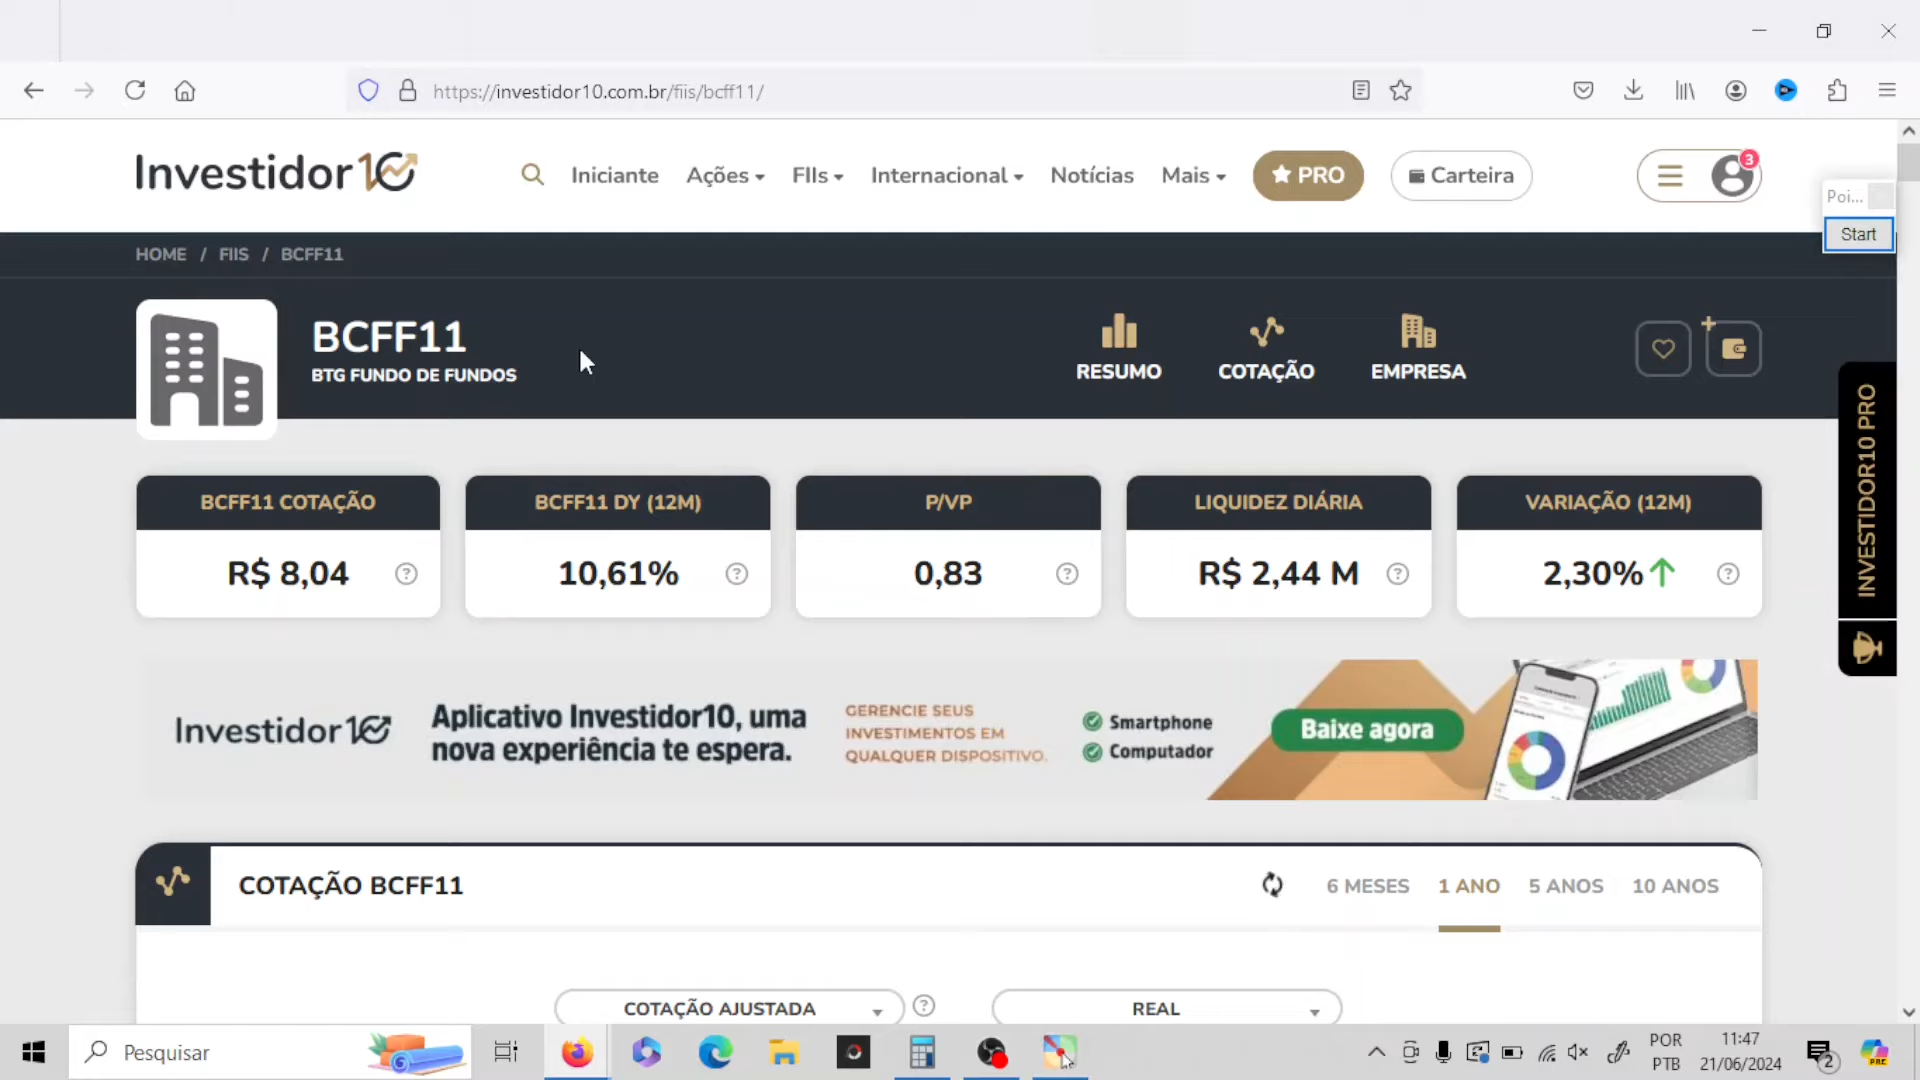 https://investidor10.com.br/fiis/bcff11/
Investidor10
Iniciante
Ações
FIIs
Internacional
Notícias
Mais
PRO
Carteira
3
Poi...
Start
HOME / FIIS / BCFF11
BCFF11
BTG FUNDO DE FUNDOS
RESUMO
COTAÇÃO
EMPRESA
INVESTIDOR10 PRO
BCFF11 COTAÇÃO
R$ 8,04
BCFF11 DY (12M)
10,61%
P/VP
0,83
LIQUIDEZ DIÁRIA
R$ 2,44 M
VARIAÇÃO (12M)
2,30%
Investidor10
Aplicativo Investidor10, uma
nova experiência te espera.
GERENCIE SEUS
INVESTIMENTOS EM
QUALQUER DISPOSITIVO.
Smartphone
Computador
Baixe agora
COTAÇÃO BCFF11
6 MESES
1 ANO
5 ANOS
10 ANOS
COTAÇÃO AJUSTADA
REAL
Pesquisar
POR
PTB
11:47
21/06/2024
2
PRE